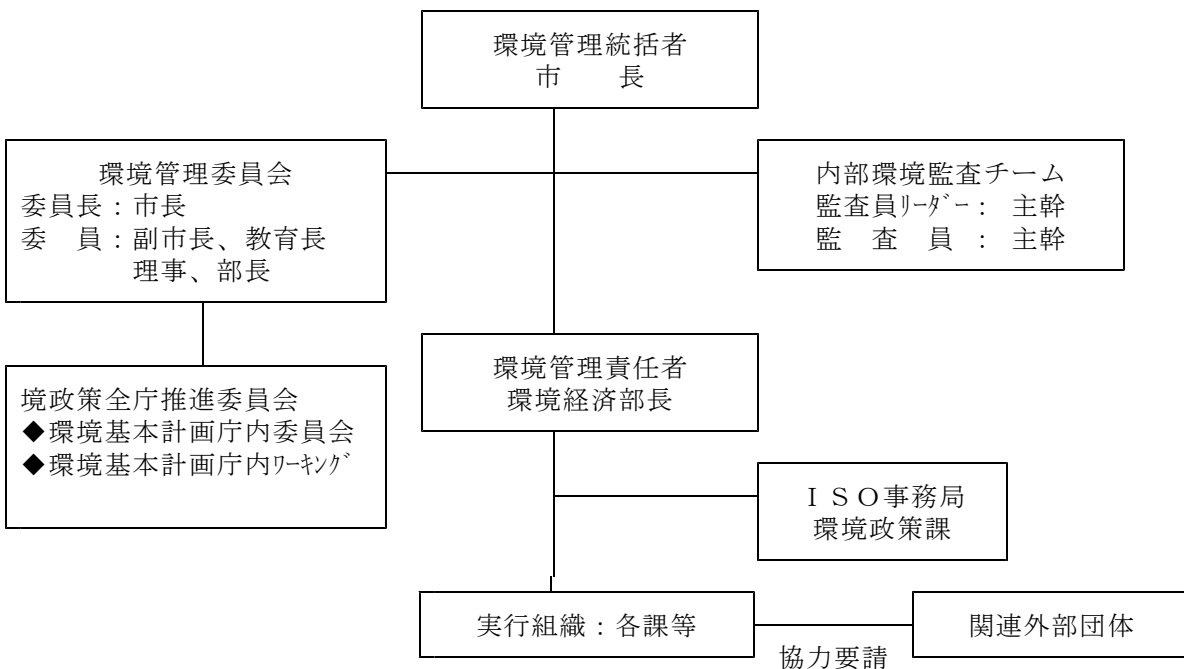 環境管理統括者
市　　長
環境管理委員会
委員長：市長
委　員：副市長、教育長
理事、部長
内部環境監査チーム
監査員ﾘｰﾀﾞｰ：　主幹
監　査　員　：　主幹
環境管理責任者
環境経済部長
境政策全庁推進委員会
◆環境基本計画庁内委員会
◆環境基本計画庁内ﾜｰｷﾝｸﾞ
ＩＳＯ事務局
環境政策課
実行組織：各課等
関連外部団体
協力要請